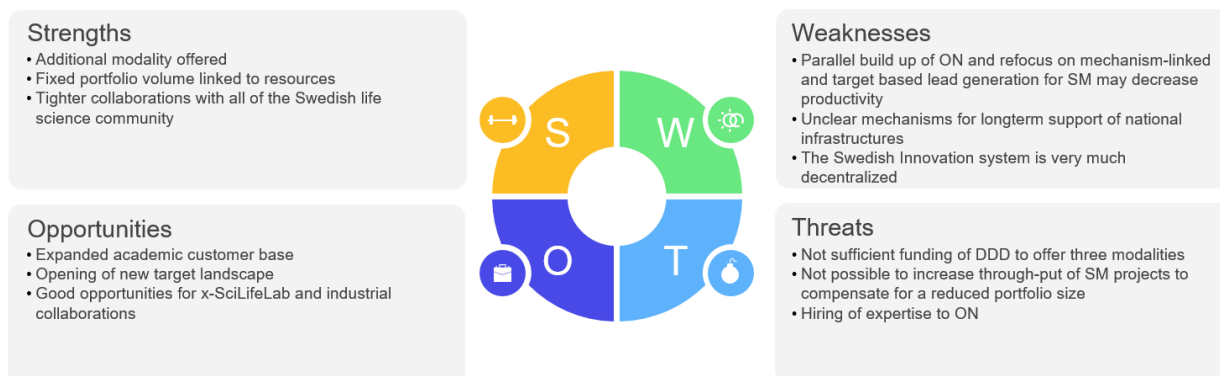 Strengths
• Additional modality offered
• Fixed portfolio volume linked to resources
• Tighter collaborations with all of the Swedish life
science community
Weaknesses
• Parallel build up of ON and refocus on mechanism-linked
and target based lead generation for SM may decrease
productivity
• Unclear mechanisms for longterm support of national
infrastructures
• The Swedish Innovation system is very much
decentralized
S
W
O
T
Opportunities
• Expanded academic customer base
• Opening of new target landscape
• Good opportunities for x-SciLifeLab and industrial
collaborations
Threats
• Not sufficient funding of DDD to offer three modalities
• Not possible to increase through-put of SM projects to
compensate for a reduced portfolio size
• Hiring of expertise to ON